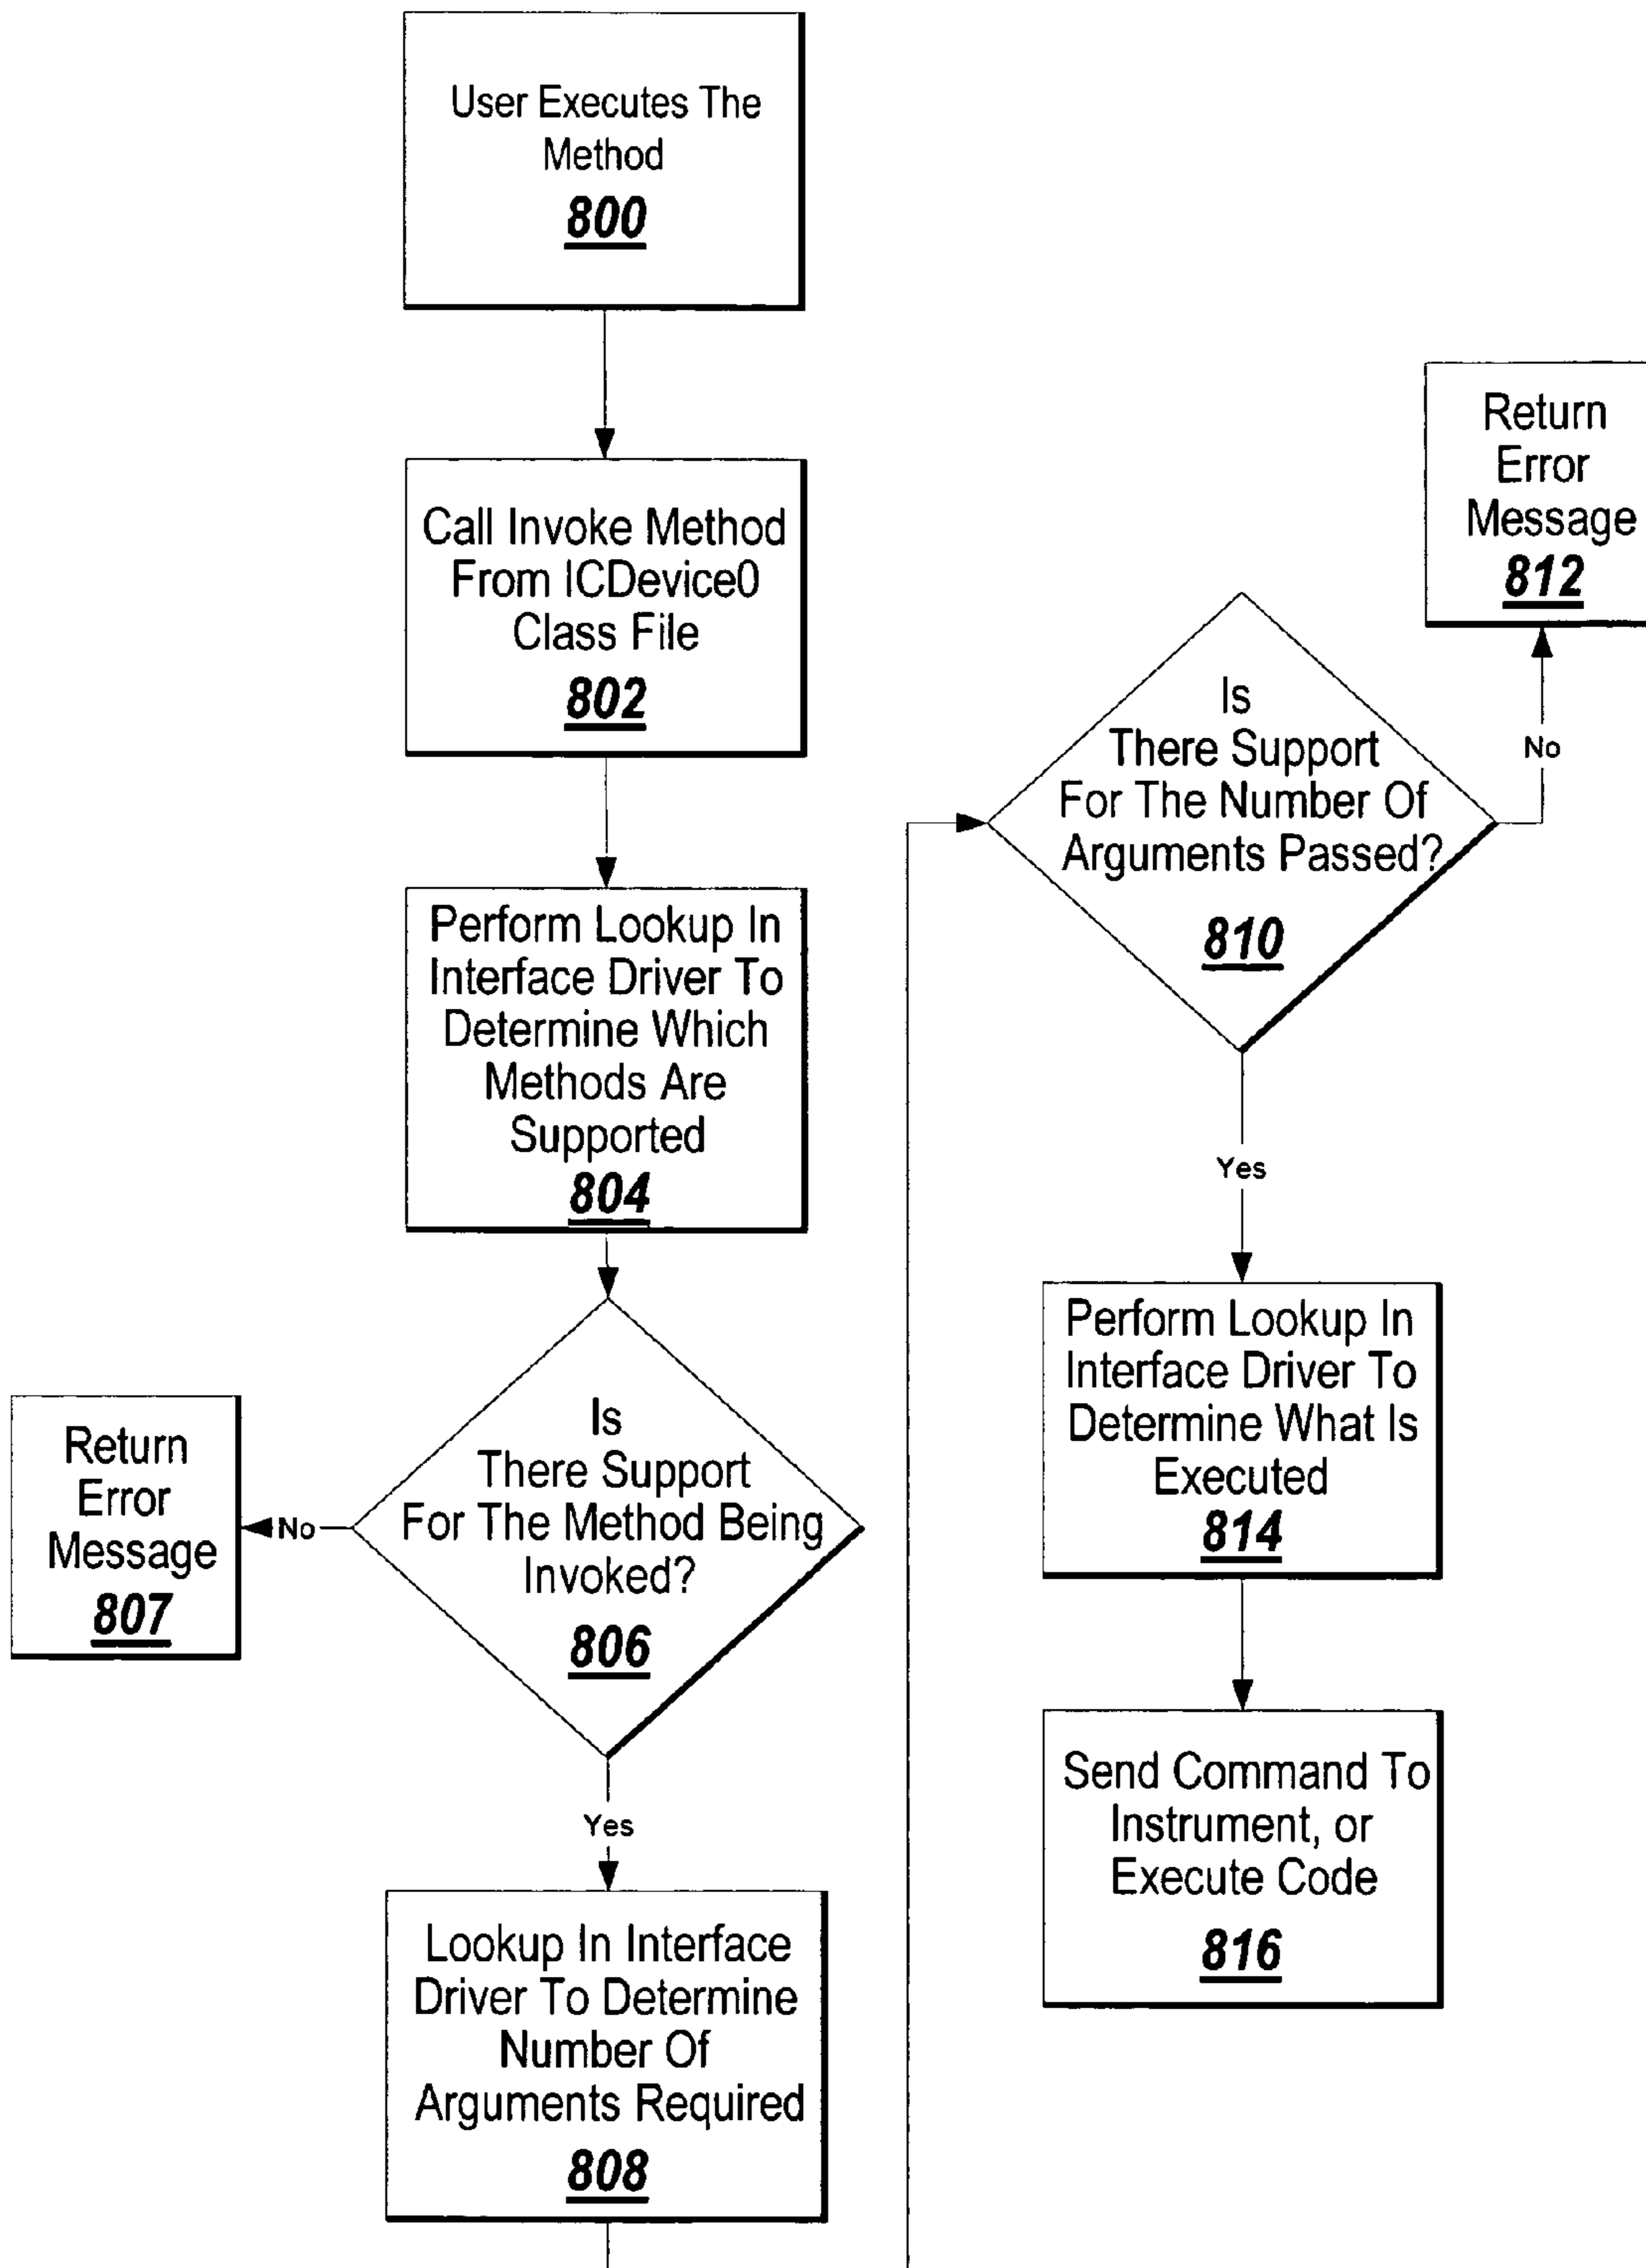 User Executes The
Method
800
Call Invoke Method
From ICDevice0
Class File
802
Perform Lookup In
Interface Driver To
Determine Which
Methods Are
Supported
804
Is
There Support
For The Method Being
Invoked?
806
No
Return
Error
Message
807
Yes
Lookup In Interface
Driver To Determine
Number Of
Arguments Required
808
Is
There Support
For The Number Of
Arguments Passed?
810
No
Return
Error
Message
812
Yes
Perform Lookup In
Interface Driver To
Determine What Is
Executed
814
Send Command To
Instrument, or
Execute Code
816